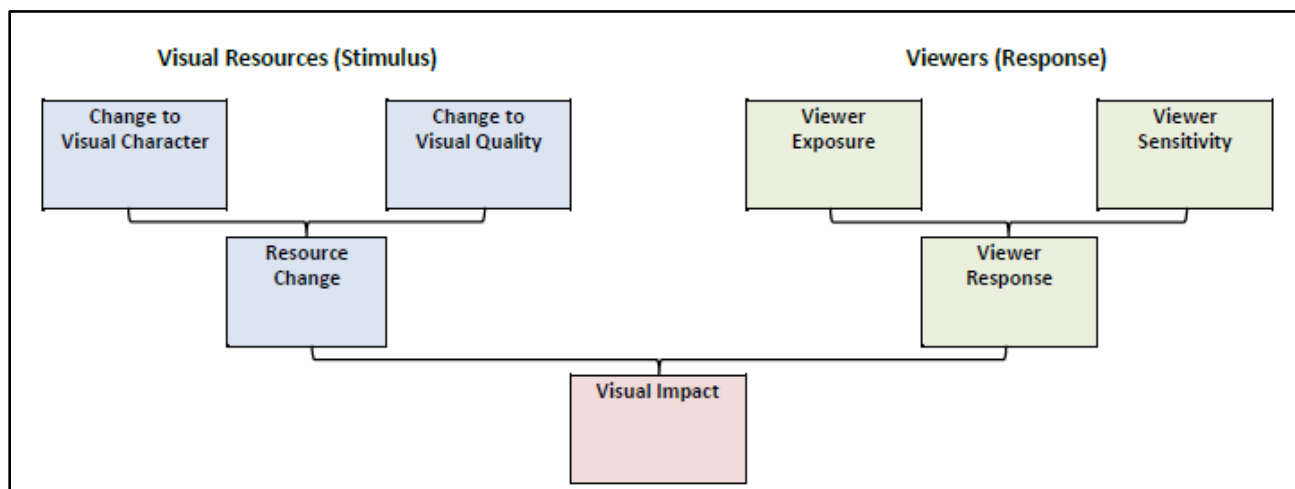 Visual Resources (Stimulus)
Viewers (Response)
Change to
Visual Character
Change to
Visual Quality
Viewer
Exposure
Viewer
Sensitivity
Resource
Change
Viewer
Response
Visual Impact